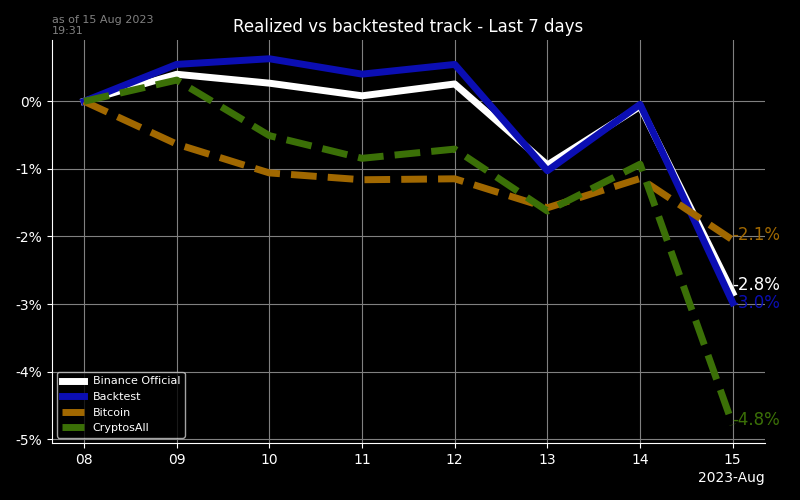 as of 15 Aug 2023
19:31
Realized vs backtested track - Last 7 days
0%
-1%
-2%
-3%
-4%
-5%
-2.1%
-2.8%
-3.0%
-4.8%
Binance Official
Backtest
Bitcoin
CryptosAll
08 09 10 11 12 13 14 15
2023-Aug